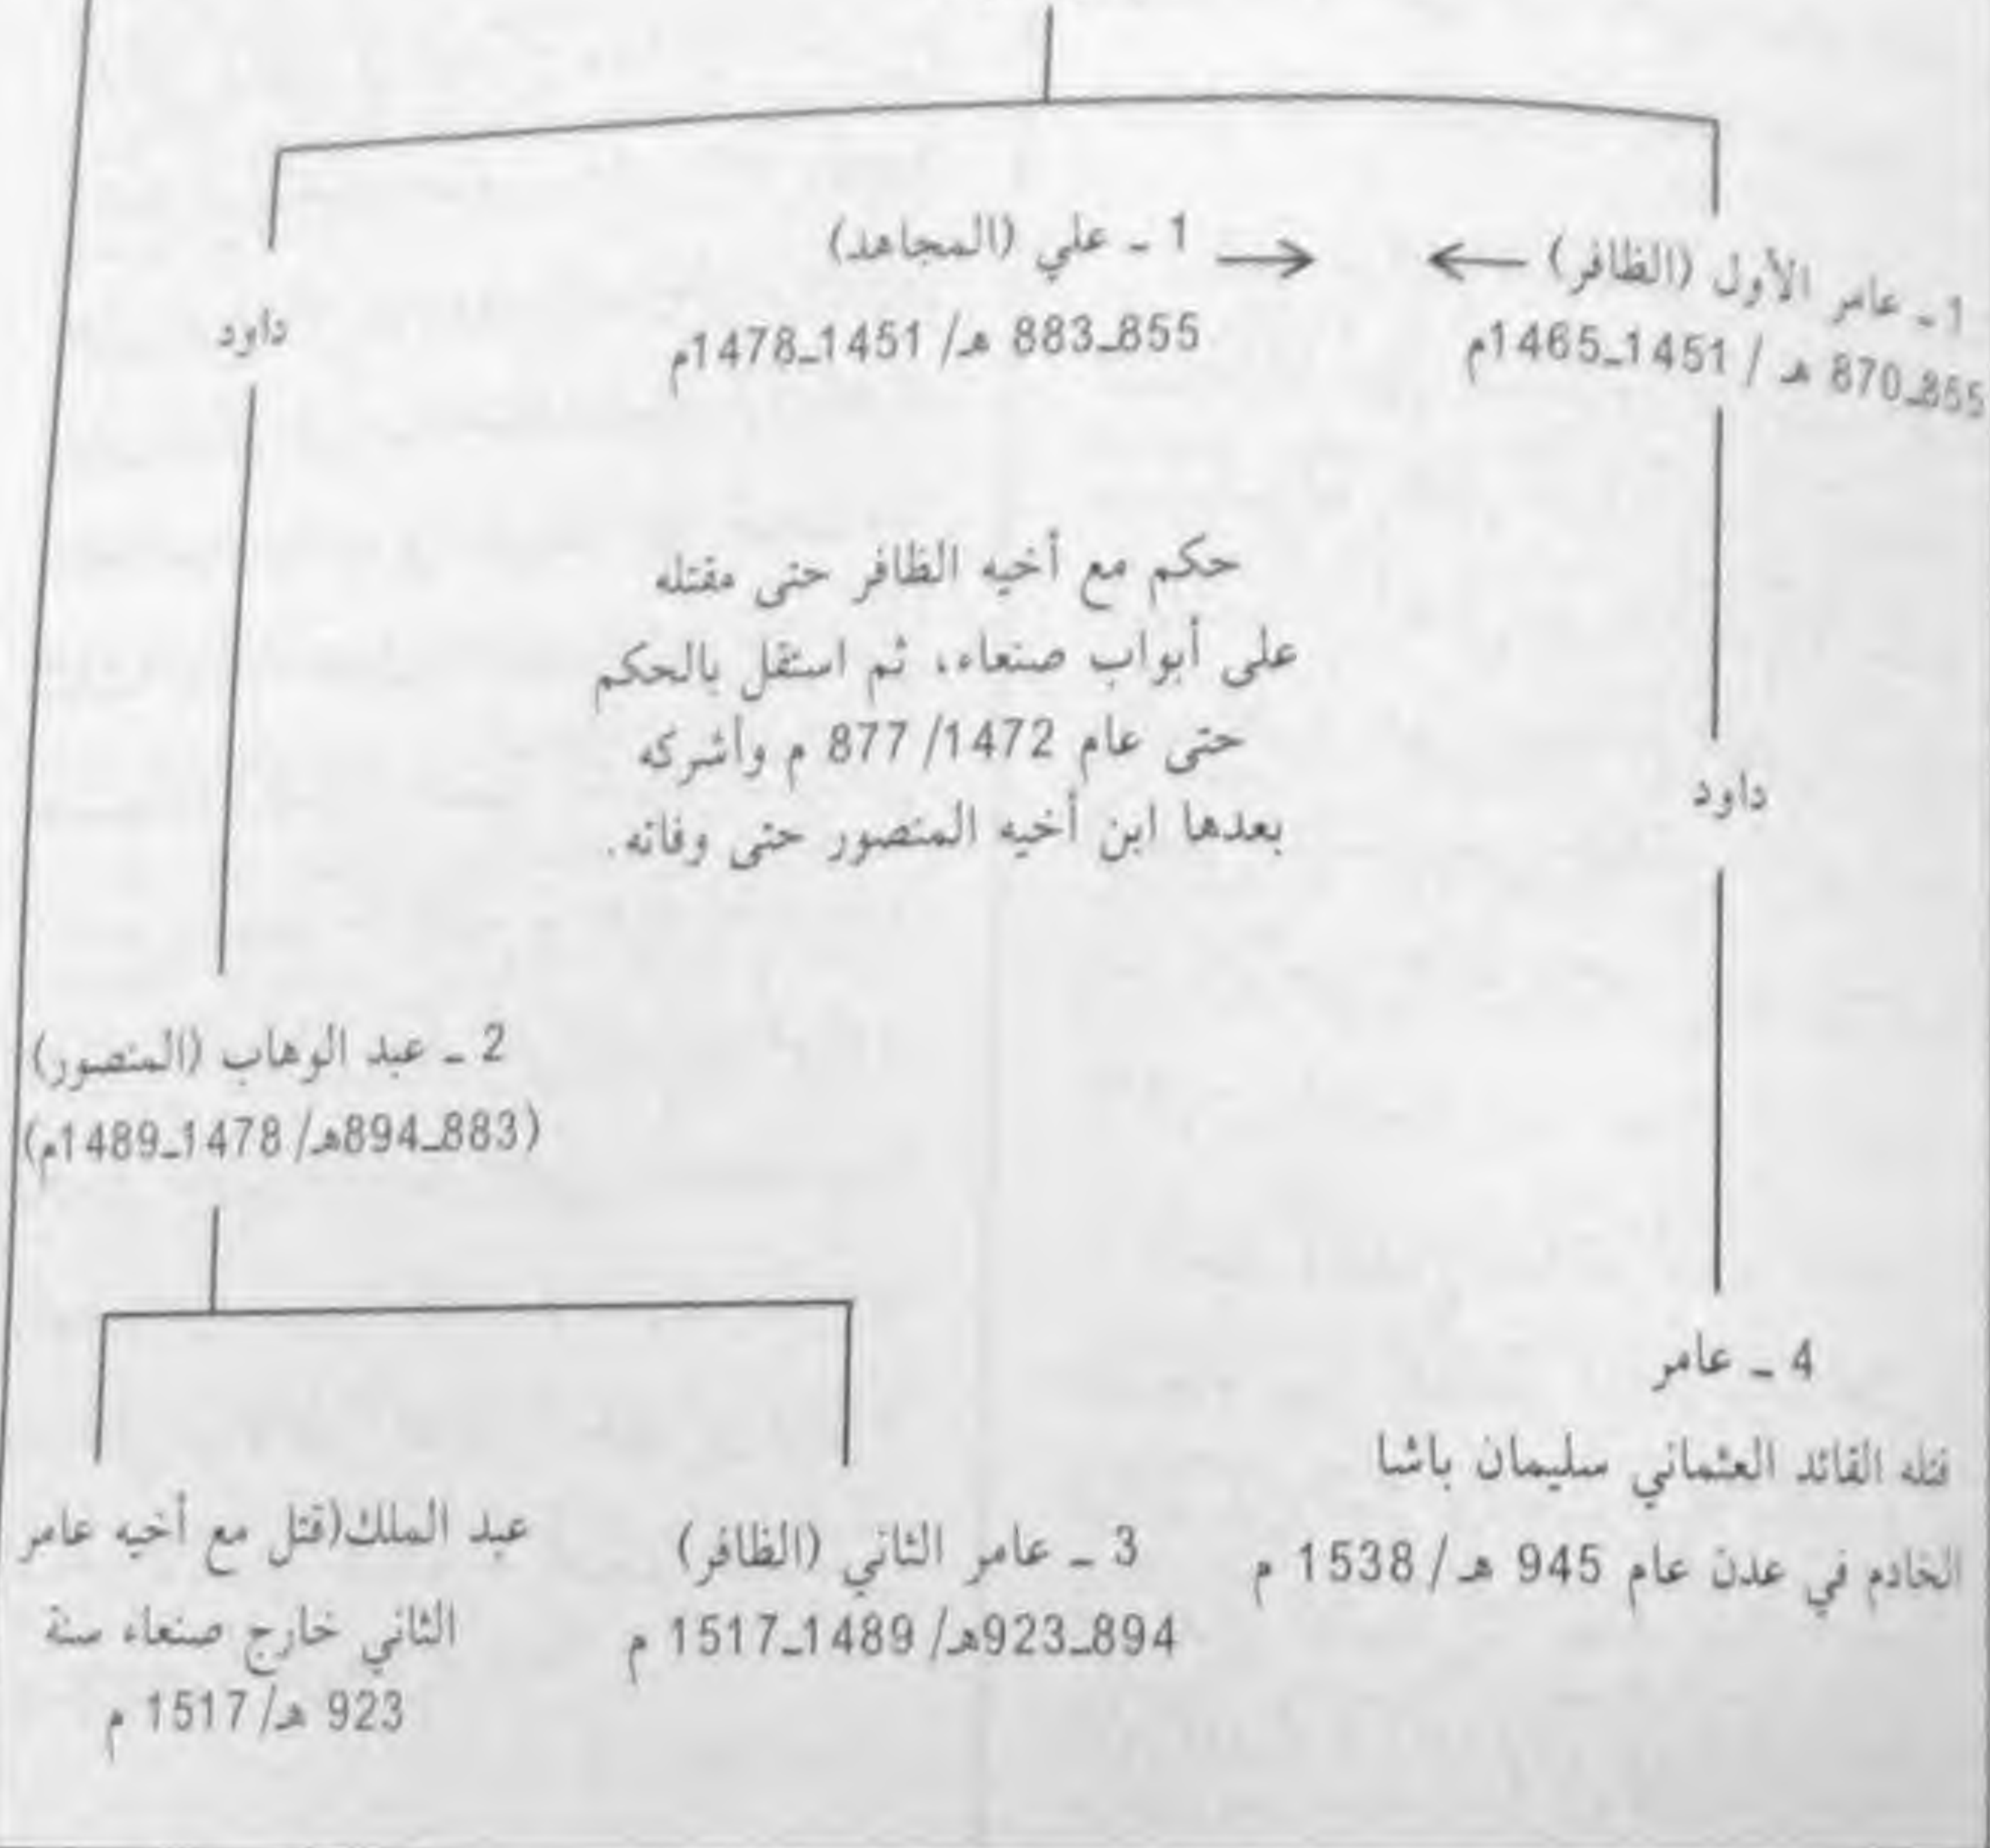 1 ـ عامر الأول (الظافر)
855ـ870 هـ / 1451ـ1465م
1 ـ علي (المجاهد)
855ـ883 هـ/ 1451ـ1478م
داود
حكم مع أخيه الظافر حتى مقتله
على أبواب صنعاء، ثم استقل بالحكم
حتى عام 1472/ 877 م وأشركه
بعدها ابن أخيه المنصور حتى وفاته.
داود
2 ـ عبد الوهاب (المنصور)
(883ـ894هـ/ 1478ـ1489م)
4 ـ عامر
قتله القائد العثماني سليمان باشا
الخادم في عدن عام 945 هـ/ 1538 م
3 ـ عامر الثاني (الظافر)
894ـ923هـ/ 1489ـ1517 م
عبد الملك(قتل مع أخيه عامر
الثاني خارج صنعاء سنة
923 هـ/ 1517 م